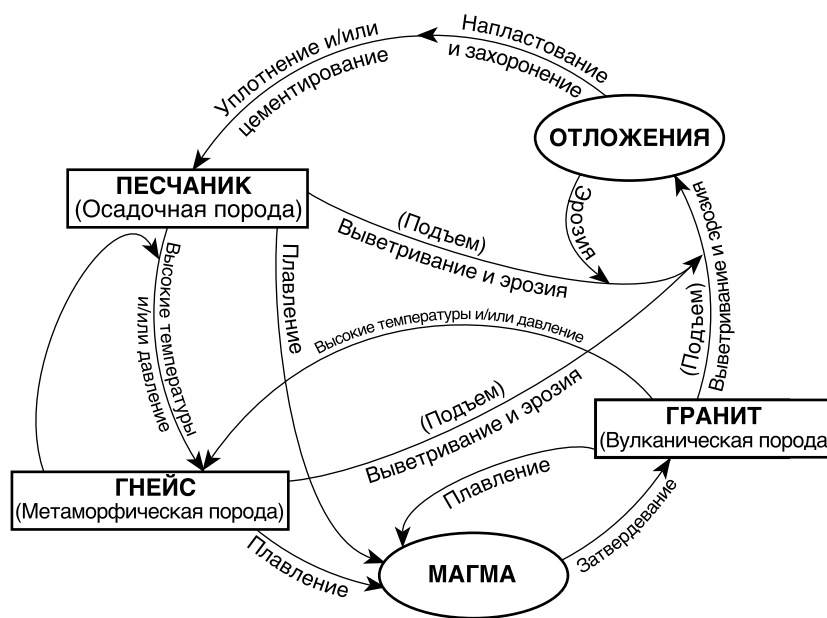 Напластование
и захоронение
Уплотнение и/или
цементирование
ОТЛОЖЕНИЯ
ПЕСЧАНИК
(Осадочная порода)
Эрозия
(Подъем)
Выветривание и эрозия
(Подъем)
Выветривание и эрозия
Высокие температуры
и/или давление
Плавление
Высокие температуры и/или давление
(Подъем)
Выветривание и эрозия
ГРАНИТ
(Вулканическая порода
ГНЕЙС
(Метаморфическая порода)
Плавление
Затвердевание
Плавление
МАГМА